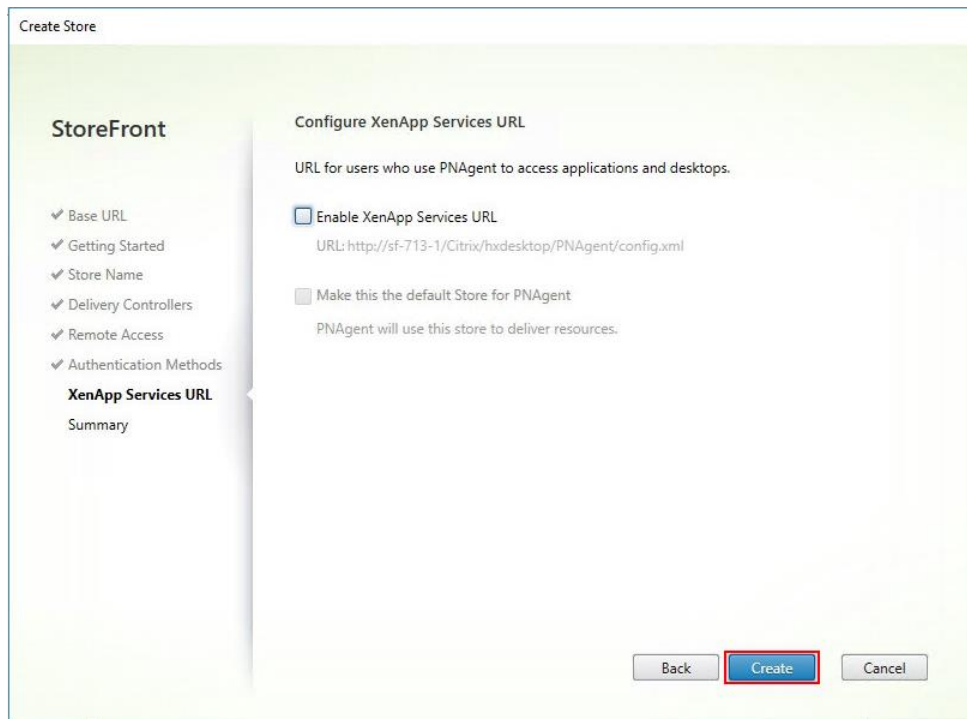 Create Store
StoreFront
Base URL
Getting Started
Store Name
Delivery Controllers
Remote Access
Authentication Methods
XenApp Services URL
Summary
Configure XenApp Services URL
URL for users who use PNAgent to access applications and desktops.
Enable XenApp Services URL
URL: http://sf-713-1/Citrix/hxdesktop/PNAgent/config.xml
Make this the default Store for PNAgent
PNAgent will use this store to deliver resources.
Back
Create
Cancel